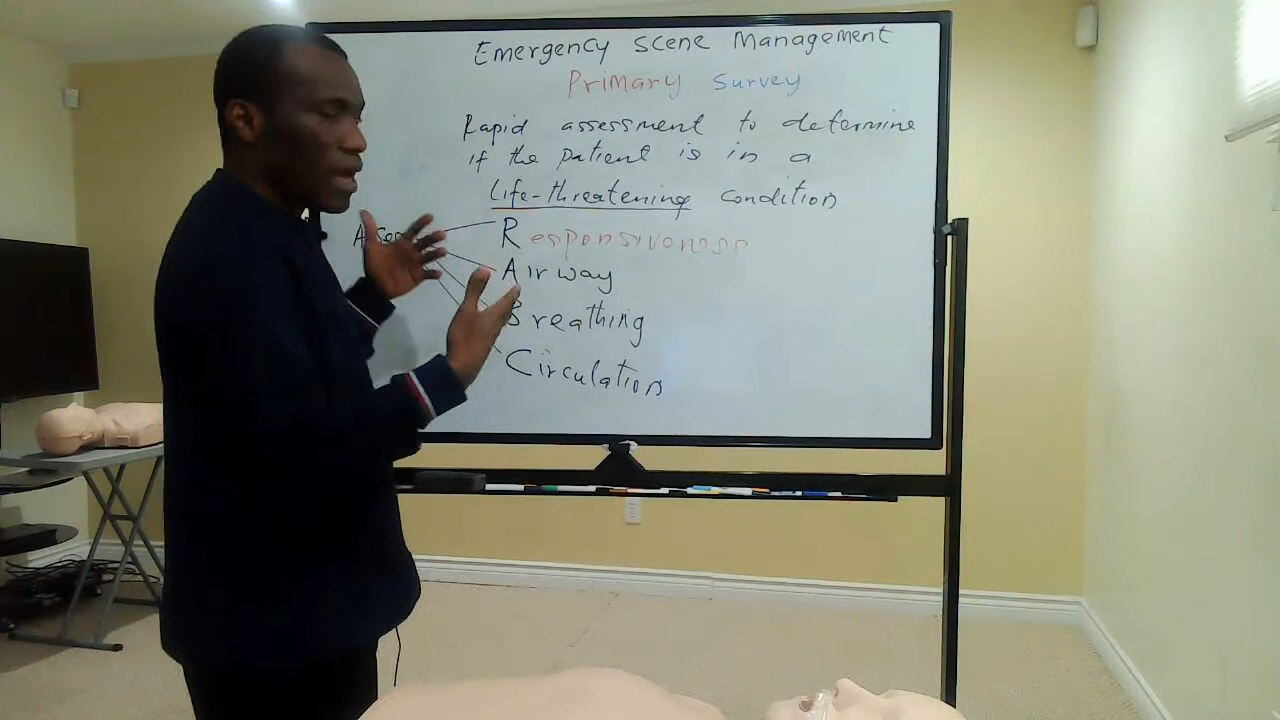 Emergency Scene Management
Primary Survey
Rapid assessment to determine
if the patient is in a
life-threatening condition
Responsiveness
Airway
Breathing
Circulation